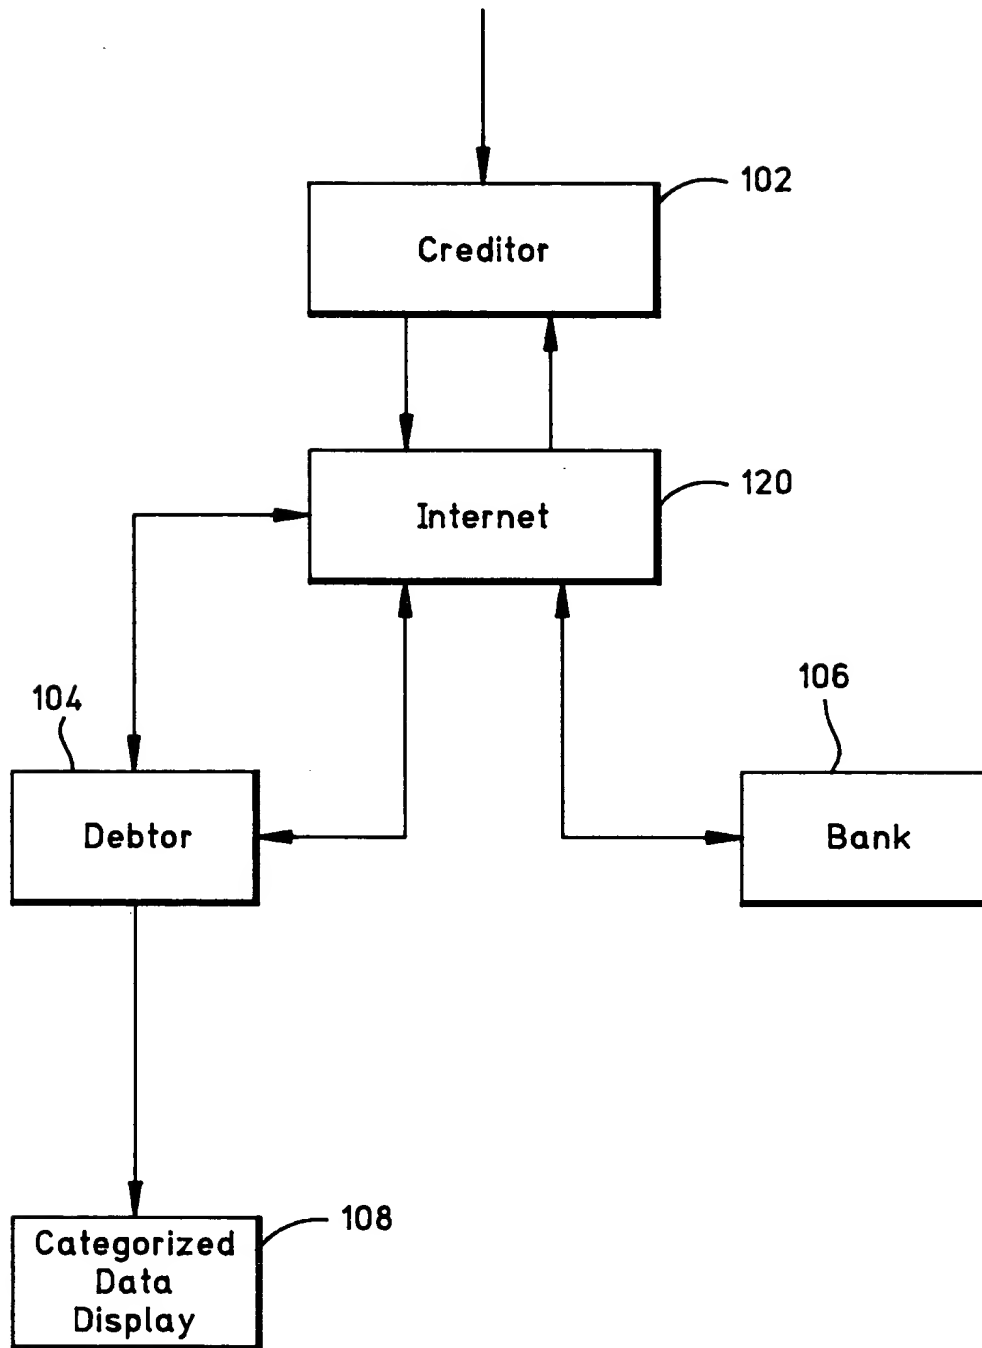 102
Creditor
120
Internet
104
106
Debtor
Bank
108
Categorized
Data
Display